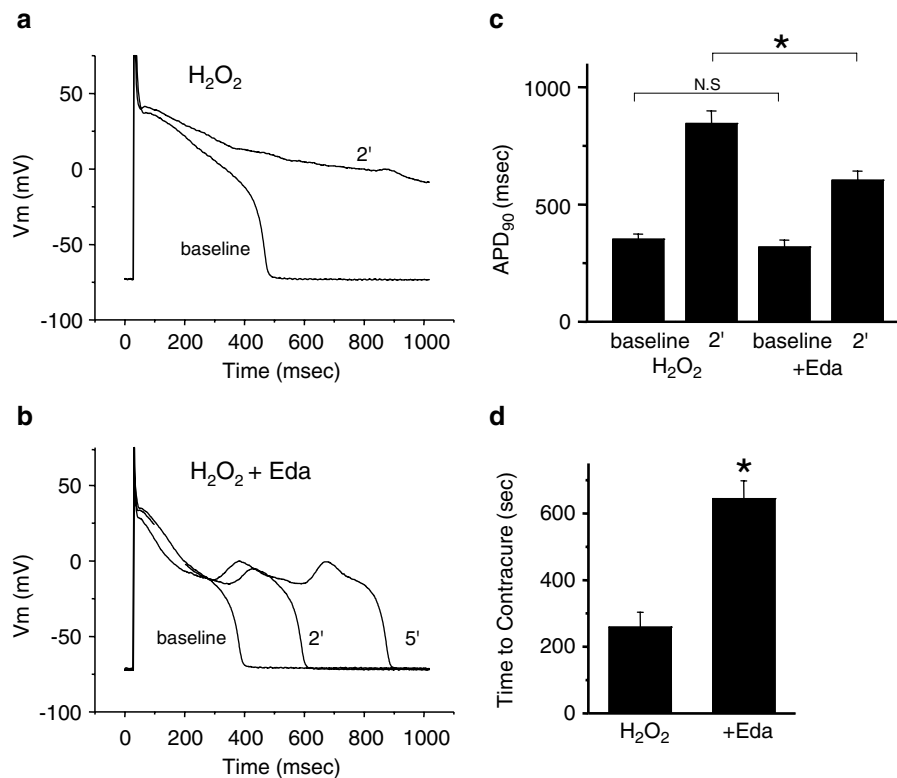 a
H₂O₂
50
0
-50
-100
Vm (mV)
2'
baseline
0 200 400 600 800 1000
Time (msec)
b
H₂O₂ + Eda
50
0
-50
-100
Vm (mV)
baseline
2'
5'
0 200 400 600 800 1000
Time (msec)
c
*
N.S
1000
500
0
APD₉₀ (msec)
baseline 2' baseline 2'
H₂O₂ +Eda
d
*
600
400
200
0
Time to Contracure (sec)
H₂O₂ +Eda